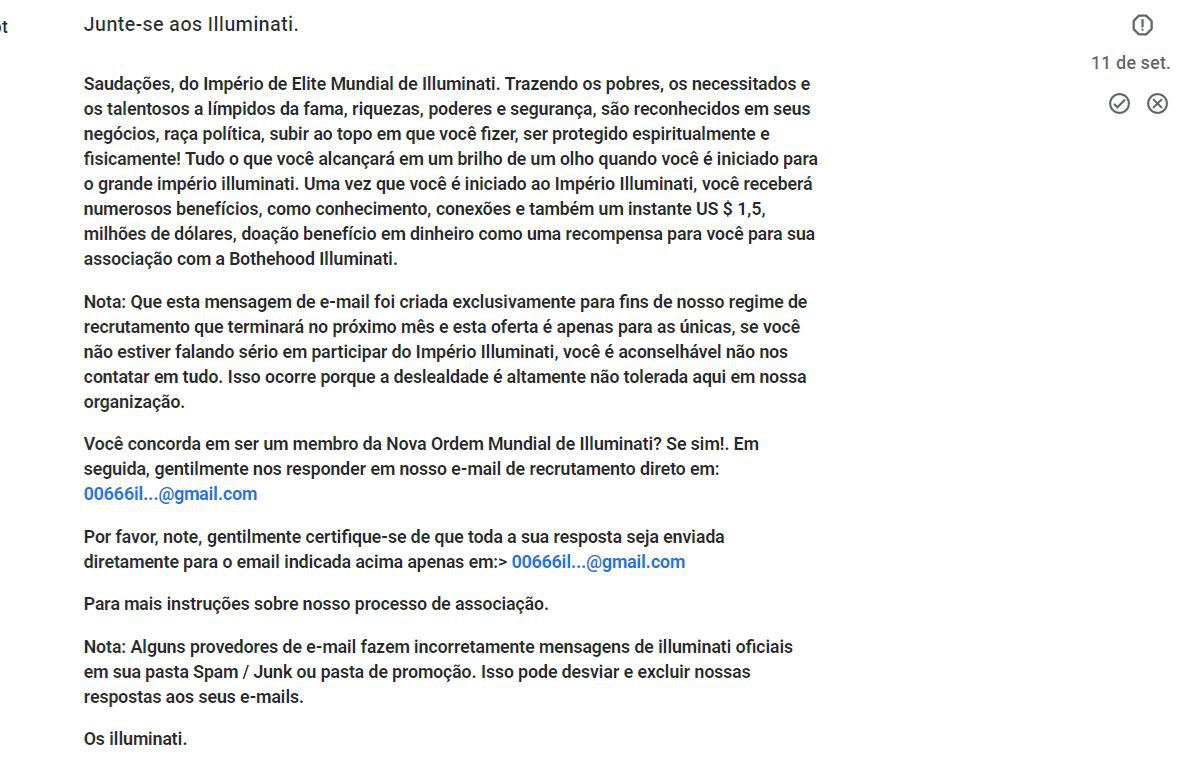 ot
Junte-se aos Illuminati.
11 de set.
Saudações, do Império de Elite Mundial de Illuminati. Trazendo os pobres, os necessitados e
os talentosos a límpidos da fama, riquezas, poderes e segurança, são reconhecidos em seus
negócios, raça política, subir ao topo em que você fizer, ser protegido espiritualmente e
fisicamente! Tudo o que você alcançará em um brilho de um olho quando você é iniciado para
o grande império illuminati. Uma vez que você é iniciado ao Império Illuminati, você receberá
numerosos benefícios, como conhecimento, conexões e também um instante US $ 1,5,
milhões de dólares, doação benefício em dinheiro como uma recompensa para você para sua
associação com a Bothehood Illuminati.
Nota: Que esta mensagem de e-mail foi criada exclusivamente para fins de nosso regime de
recrutamento que terminará no próximo mês e esta oferta é apenas para as únicas, se você
não estiver falando sério em participar do Império Illuminati, você é aconselhável não nos
contatar em tudo. Isso ocorre porque a deslealdade é altamente não tolerada aqui em nossa
organização.
Você concorda em ser um membro da Nova Ordem Mundial de Illuminati? Se sim!. Em
seguida, gentilmente nos responder em nosso e-mail de recrutamento direto em:
00666il...@gmail.com
Por favor, note, gentilmente certifique-se de que toda a sua resposta seja enviada
diretamente para o email indicada acima apenas em:> 00666il...@gmail.com
Para mais instruções sobre nosso processo de associação.
Nota: Alguns provedores de e-mail fazem incorretamente mensagens de illuminati oficiais
em sua pasta Spam / Junk ou pasta de promoção. Isso pode desviar e excluir nossas
respostas aos seus e-mails.
Os illuminati.